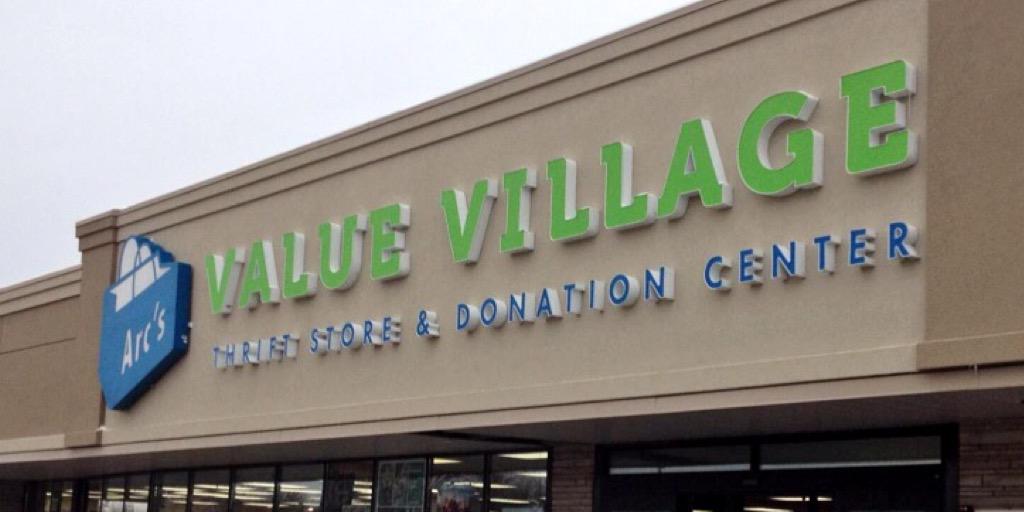 Arc's
VALUE VILLAGE
THRIFT STORE & DONATION CENTER